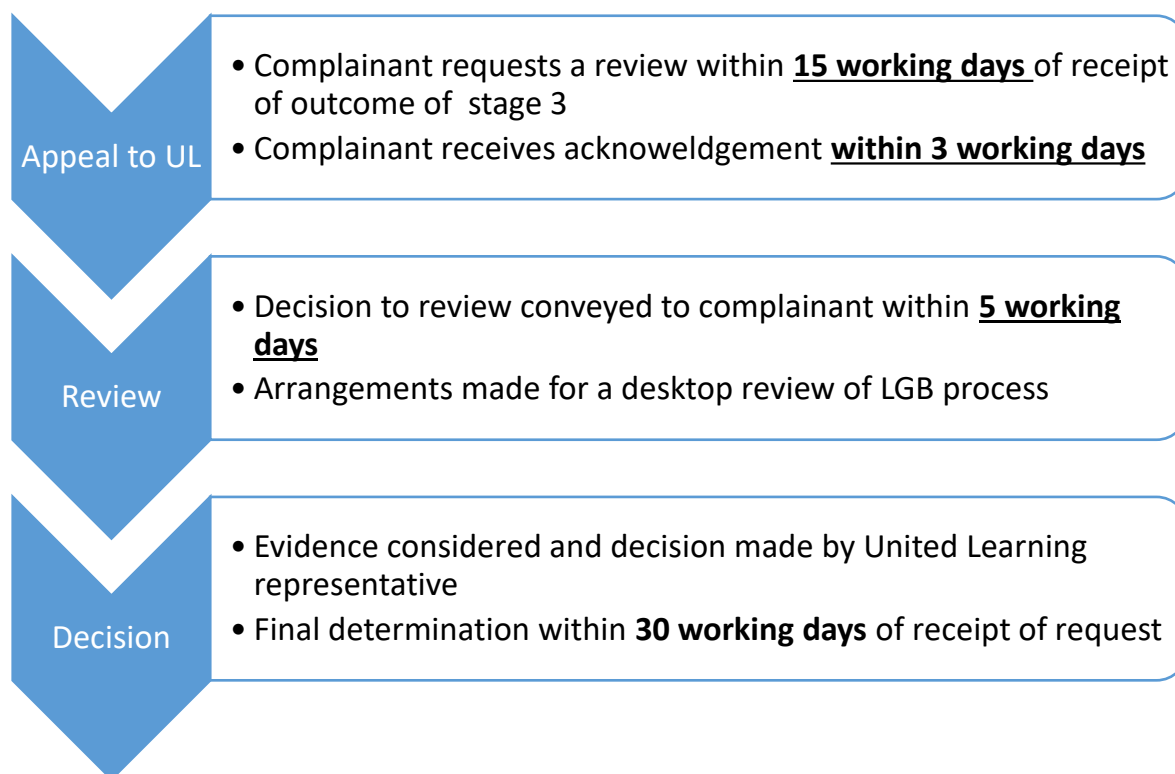 Appeal to UL
• Complainant requests a review within 15 working days of receipt
of outcome of  stage 3
• Complainant receives acknoweldgement within 3 working days
Review
• Decision to review conveyed to complainant within 5 working
days
• Arrangements made for a desktop review of LGB process
Decision
• Evidence considered and decision made by United Learning
representative
• Final determination within 30 working days of receipt of request